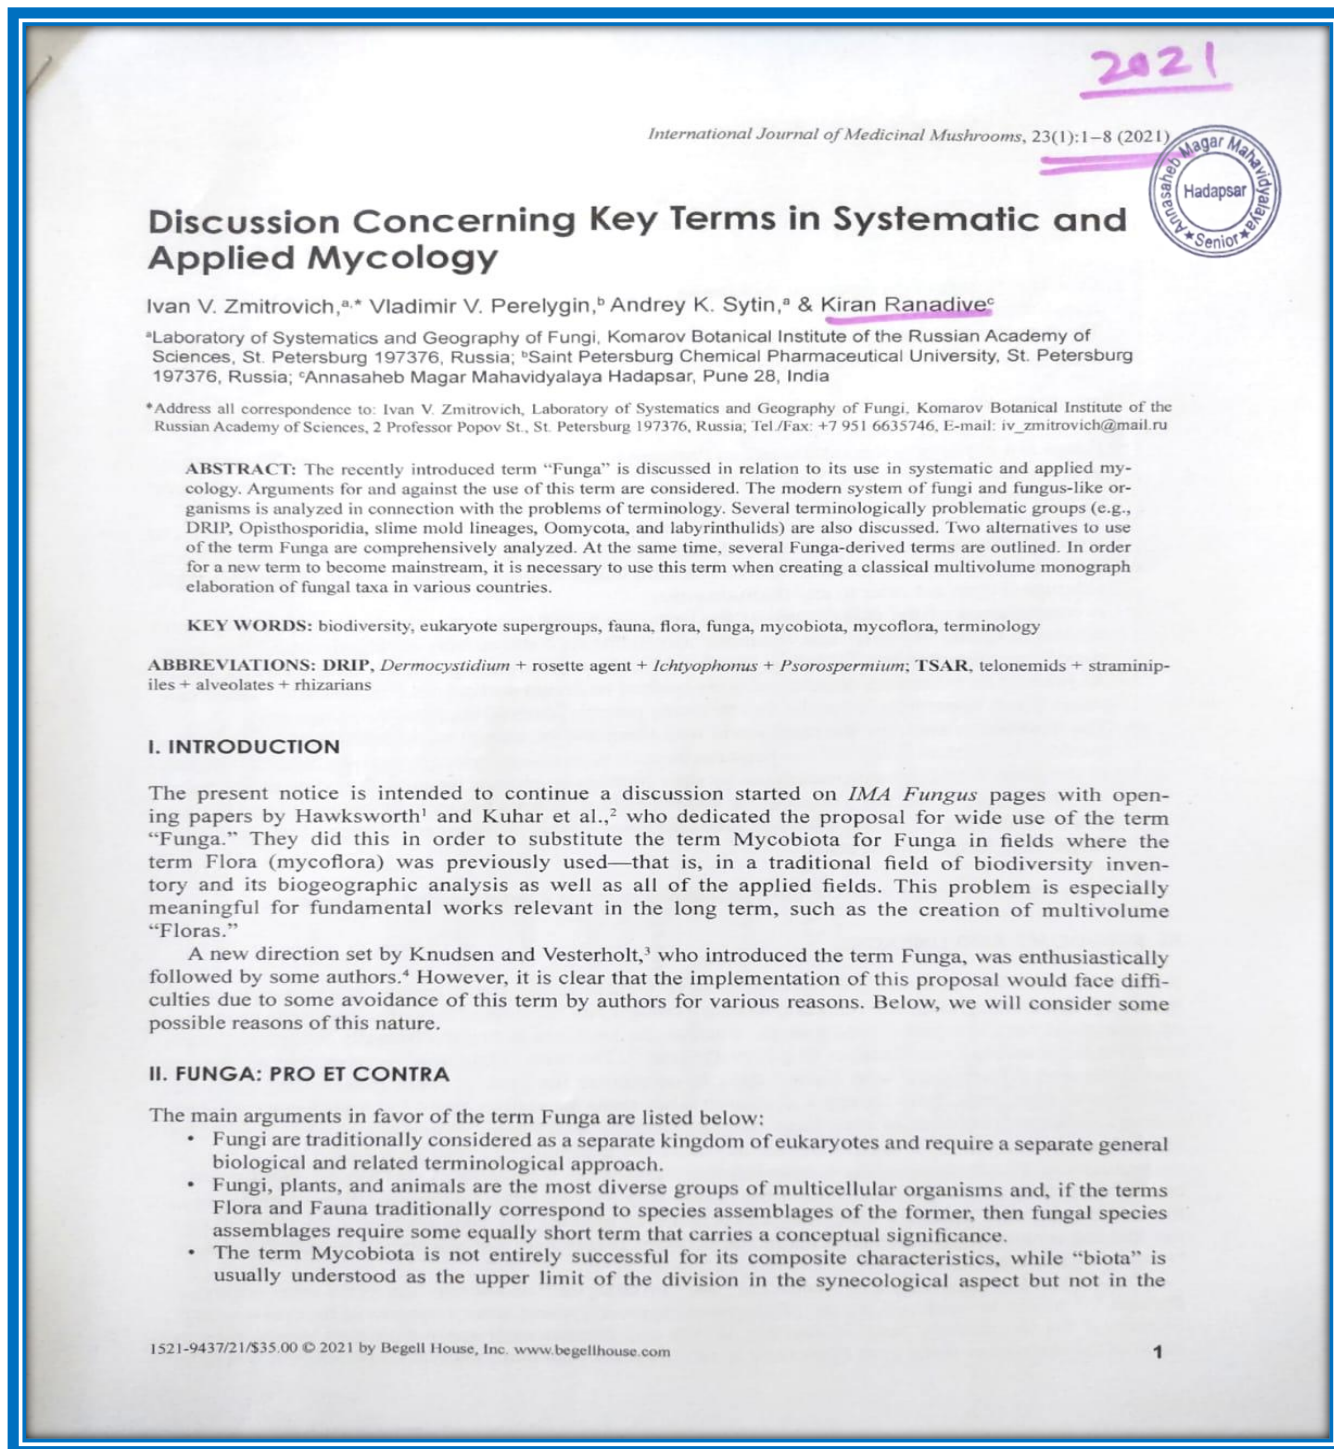 2021
International Journal of Medicinal Mushrooms, 23(1):1–8 (2021)
Annasaheb Magar Mahavidyalaya
Hadapsar
★ Senior ★
Discussion Concerning Key Terms in Systematic and
Applied Mycology
Ivan V. Zmitrovich,ᵃ,* Vladimir V. Perelygin,ᵇ Andrey K. Sytin,ᵃ & Kiran Ranadiveᶜ
ᵃLaboratory of Systematics and Geography of Fungi, Komarov Botanical Institute of the Russian Academy of
Sciences, St. Petersburg 197376, Russia; ᵇSaint Petersburg Chemical Pharmaceutical University, St. Petersburg
197376, Russia; ᶜAnnasaheb Magar Mahavidyalaya Hadapsar, Pune 28, India
*Address all correspondence to: Ivan V. Zmitrovich, Laboratory of Systematics and Geography of Fungi, Komarov Botanical Institute of the
Russian Academy of Sciences, 2 Professor Popov St., St. Petersburg 197376, Russia; Tel./Fax: +7 951 6635746, E-mail: iv_zmitrovich@mail.ru
ABSTRACT: The recently introduced term “Funga” is discussed in relation to its use in systematic and applied my-
cology. Arguments for and against the use of this term are considered. The modern system of fungi and fungus-like or-
ganisms is analyzed in connection with the problems of terminology. Several terminologically problematic groups (e.g.,
DRIP, Opisthosporidia, slime mold lineages, Oomycota, and labyrinthulids) are also discussed. Two alternatives to use
of the term Funga are comprehensively analyzed. At the same time, several Funga-derived terms are outlined. In order
for a new term to become mainstream, it is necessary to use this term when creating a classical multivolume monograph
elaboration of fungal taxa in various countries.
KEY WORDS: biodiversity, eukaryote supergroups, fauna, flora, funga, mycobiota, mycoflora, terminology
ABBREVIATIONS: DRIP, Dermocystidium + rosette agent + Ichtyophonus + Psorospermium; TSAR, telonemids + straminip-
iles + alveolates + rhizarians
I. INTRODUCTION
The present notice is intended to continue a discussion started on IMA Fungus pages with open-
ing papers by Hawksworth¹ and Kuhar et al.,² who dedicated the proposal for wide use of the term
“Funga.” They did this in order to substitute the term Mycobiota for Funga in fields where the
term Flora (mycoflora) was previously used—that is, in a traditional field of biodiversity inven-
tory and its biogeographic analysis as well as all of the applied fields. This problem is especially
meaningful for fundamental works relevant in the long term, such as the creation of multivolume
“Floras.”
A new direction set by Knudsen and Vesterholt,³ who introduced the term Funga, was enthusiastically
followed by some authors.⁴ However, it is clear that the implementation of this proposal would face diffi-
culties due to some avoidance of this term by authors for various reasons. Below, we will consider some
possible reasons of this nature.
II. FUNGA: PRO ET CONTRA
The main arguments in favor of the term Funga are listed below:
• Fungi are traditionally considered as a separate kingdom of eukaryotes and require a separate general
biological and related terminological approach.
• Fungi, plants, and animals are the most diverse groups of multicellular organisms and, if the terms
Flora and Fauna traditionally correspond to species assemblages of the former, then fungal species
assemblages require some equally short term that carries a conceptual significance.
• The term Mycobiota is not entirely successful for its composite characteristics, while “biota” is
usually understood as the upper limit of the division in the synecological aspect but not in the
1521-9437/21/$35.00 © 2021 by Begell House, Inc. www.begellhouse.com
1